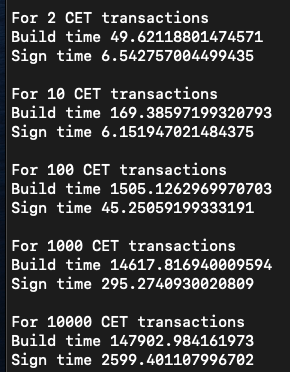 For 2 CET transactions
Build time 49.62118801474571
Sign time 6.542757004499435
For 10 CET transactions
Build time 169.38597199320793
Sign time 6.151947021484375
For 100 CET transactions
Build time 1505.1262969970703
Sign time 45.25059199333191
For 1000 CET transactions
Build time 14617.816940009594
Sign time 295.2740930020809
For 10000 CET transactions
Build time 147902.984161973
Sign time 2599.401107996702